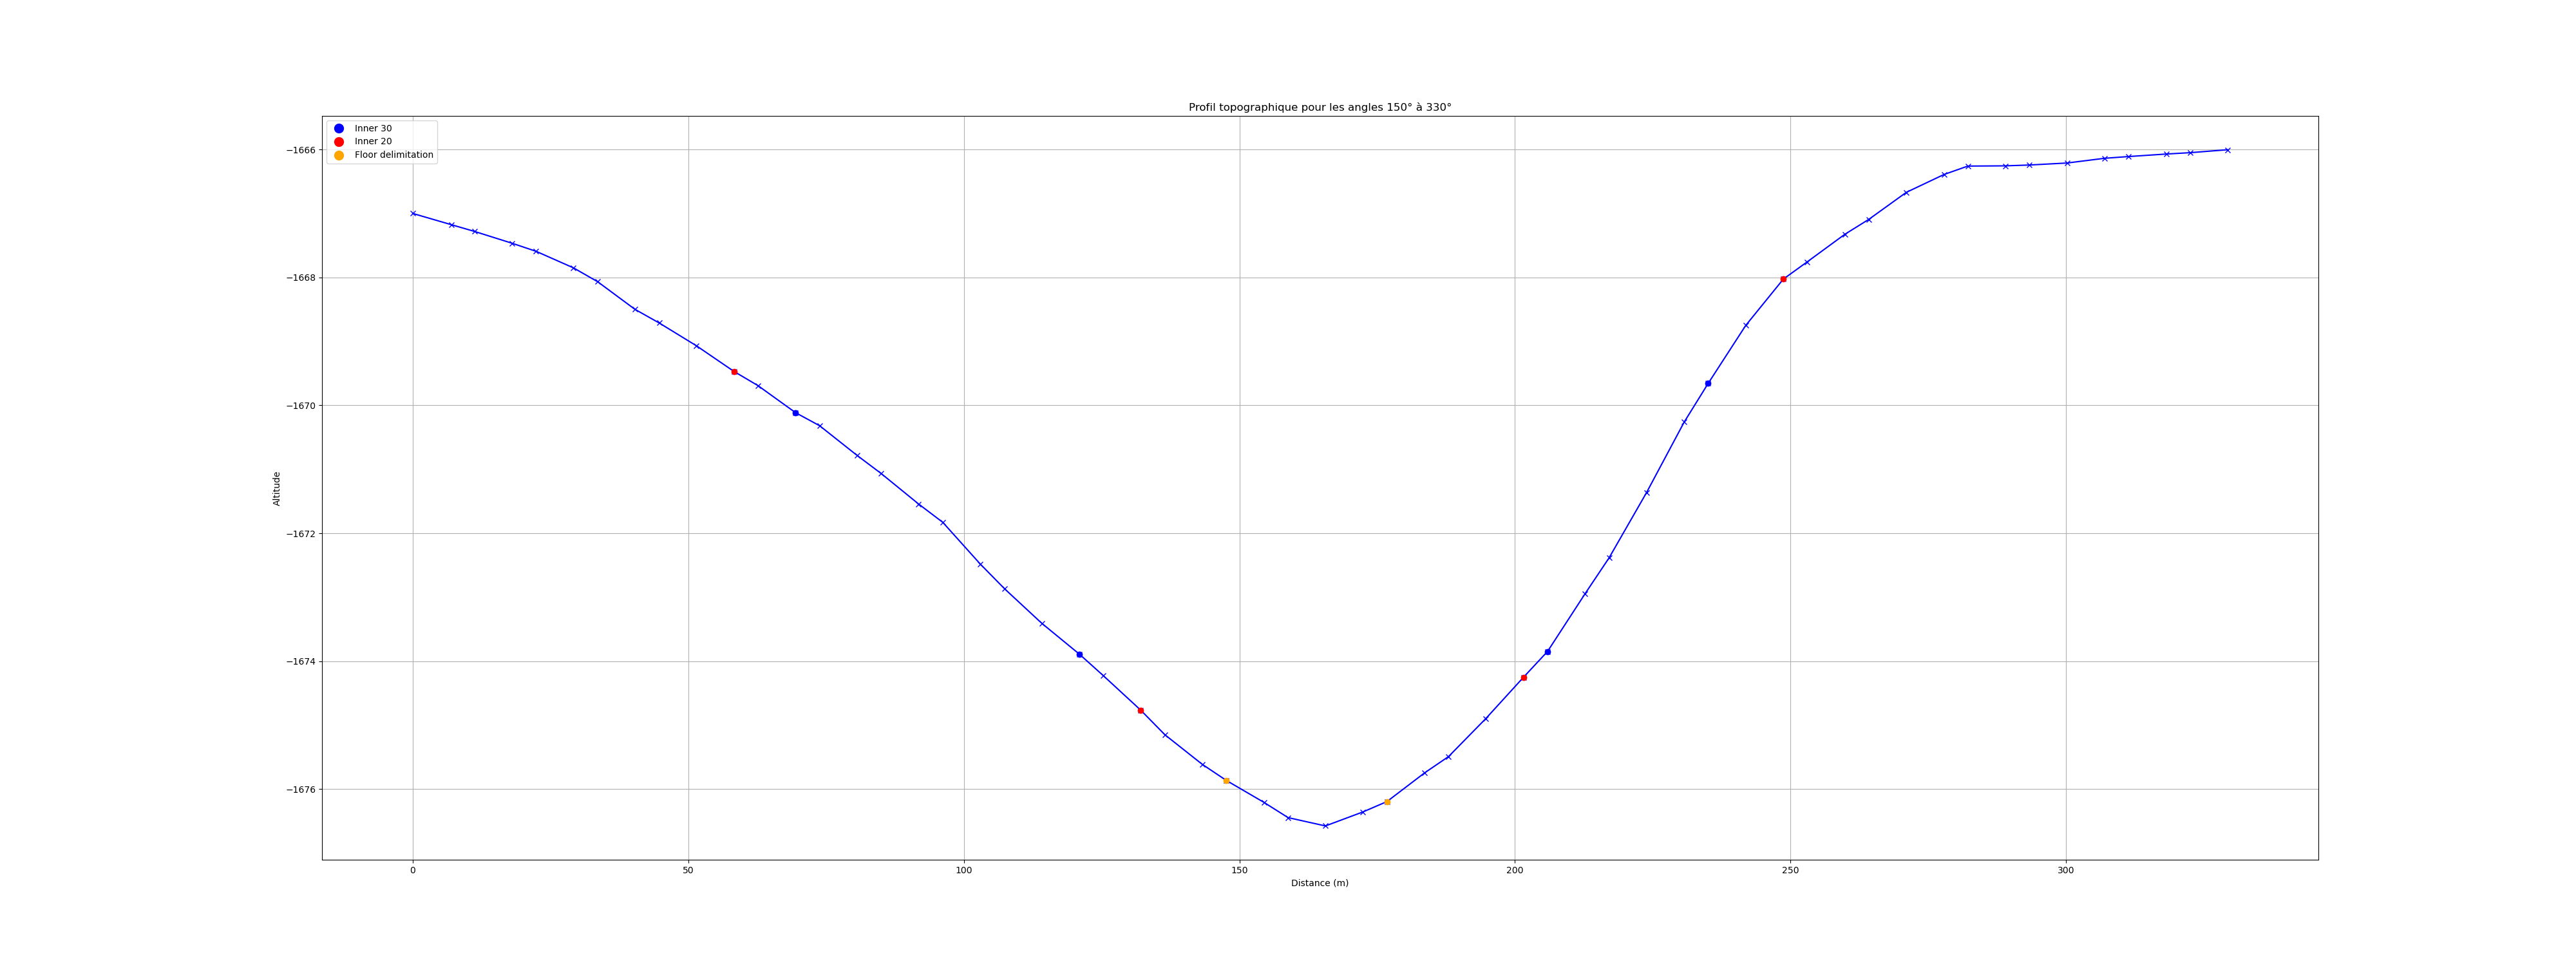 Profil topographique pour les angles 150° à 330°
Inner 30
Inner 20
Floor delimitation
−1666
−1668
−1670
−1672
−1674
−1676
Altitude
0
50
100
150
200
250
300
Distance (m)